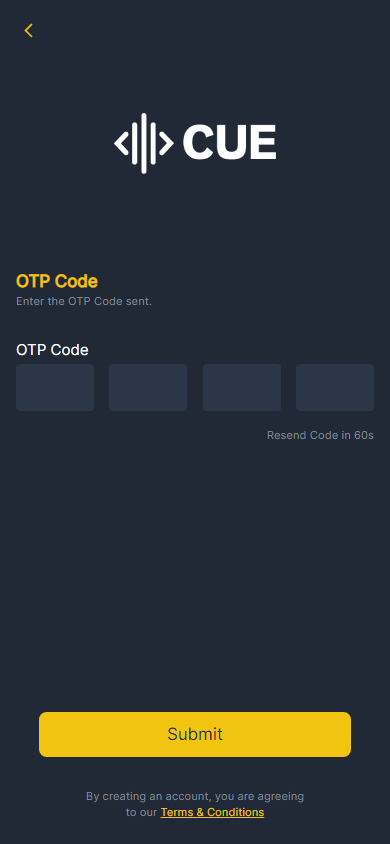 CUE
OTP Code
Enter the OTP Code sent.
OTP Code
Resend Code in 60s
Submit
By creating an account, you are agreeing
to our Terms & Conditions